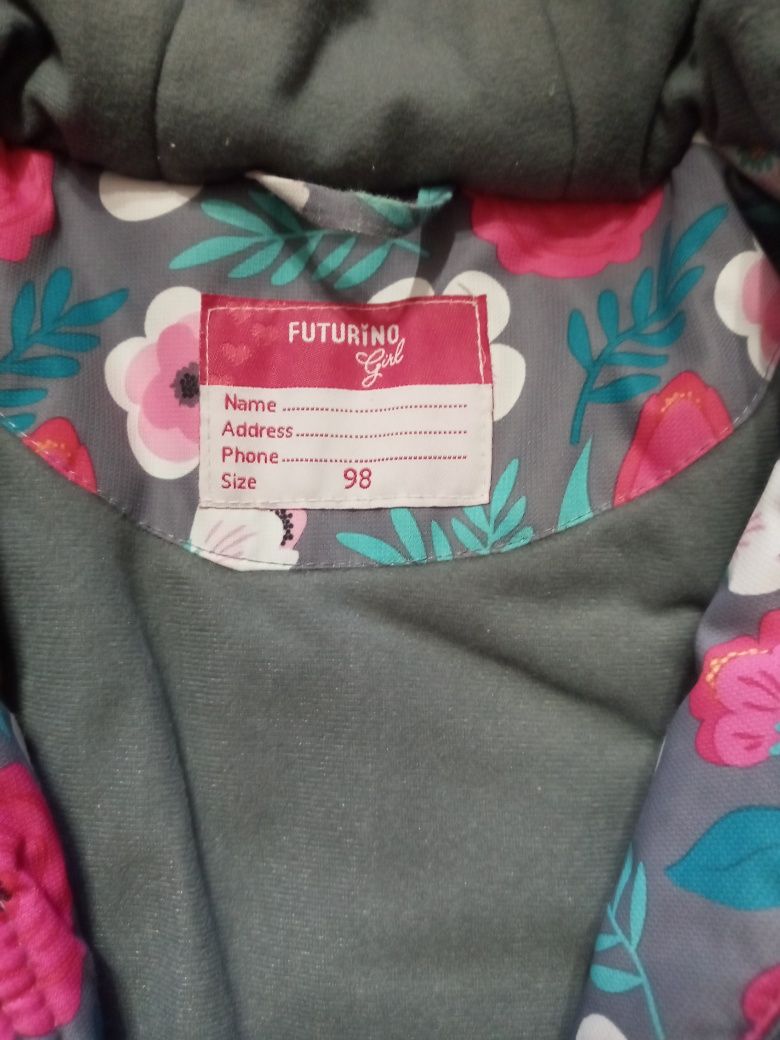 FUTURINO
Girl
Name
Address
Phone
Size 98